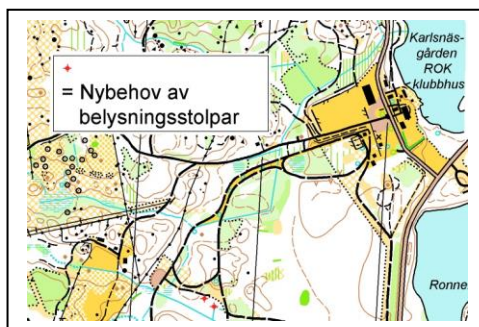 = Nybehov av
belysningsstolpar
Karlsnäs-
gården
ROK
klubbhus
Ronne